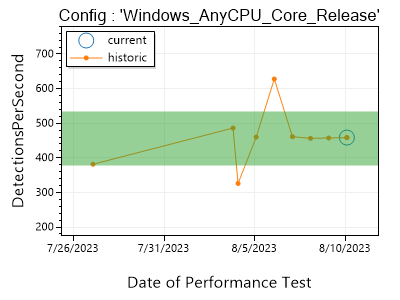 Config : 'Windows_AnyCPU_Core_Release'
current
historic
DetectionsPerSecond
700
600
500
400
300
200
7/26/2023 7/31/2023 8/5/2023 8/10/2023
Date of Performance Test